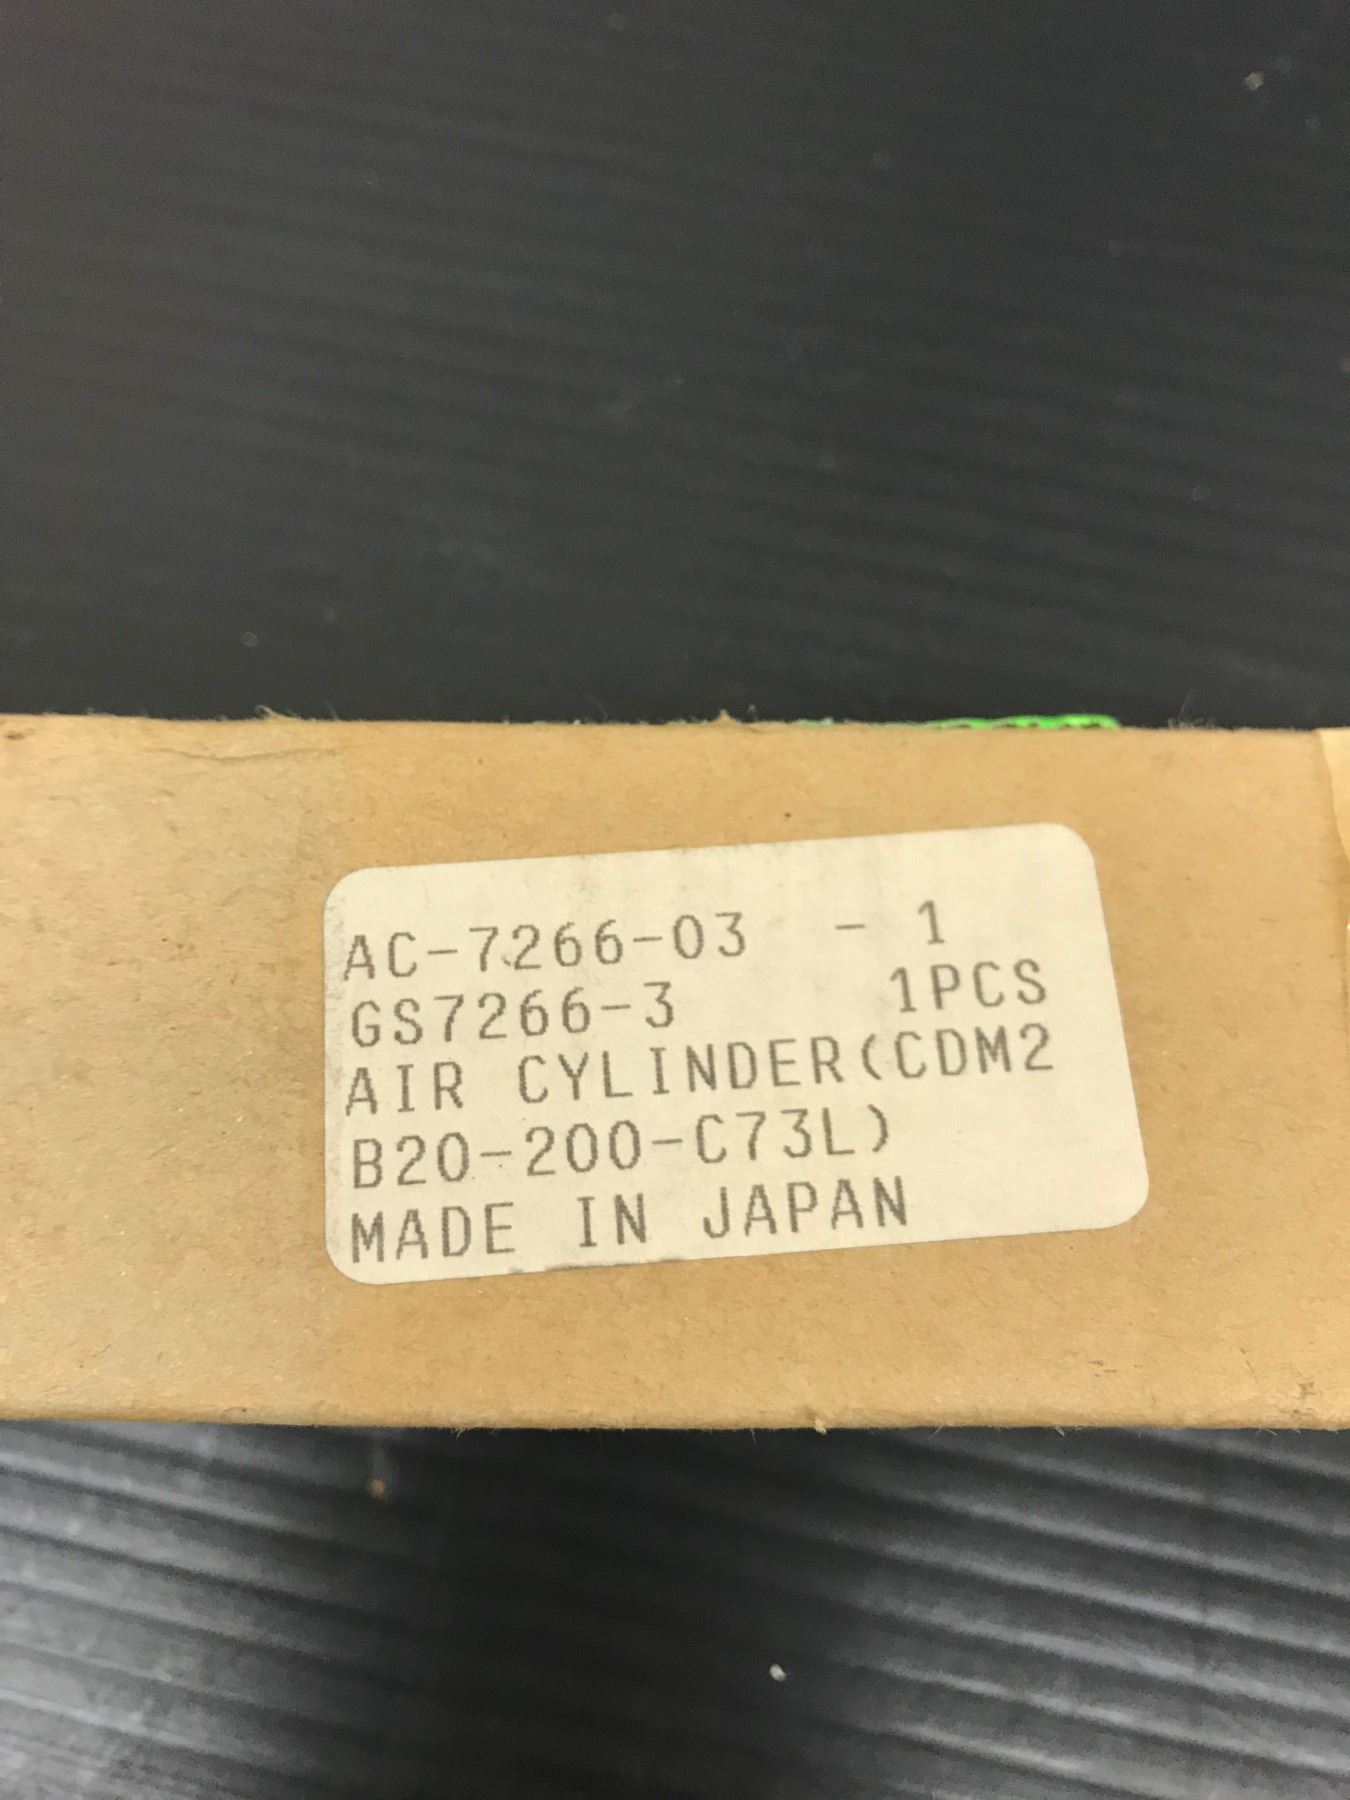 AC-7266-03 - 1
GS7266-3 1PCS
AIR CYLINDER(CDM2
B20-200-C73L)
MADE IN JAPAN